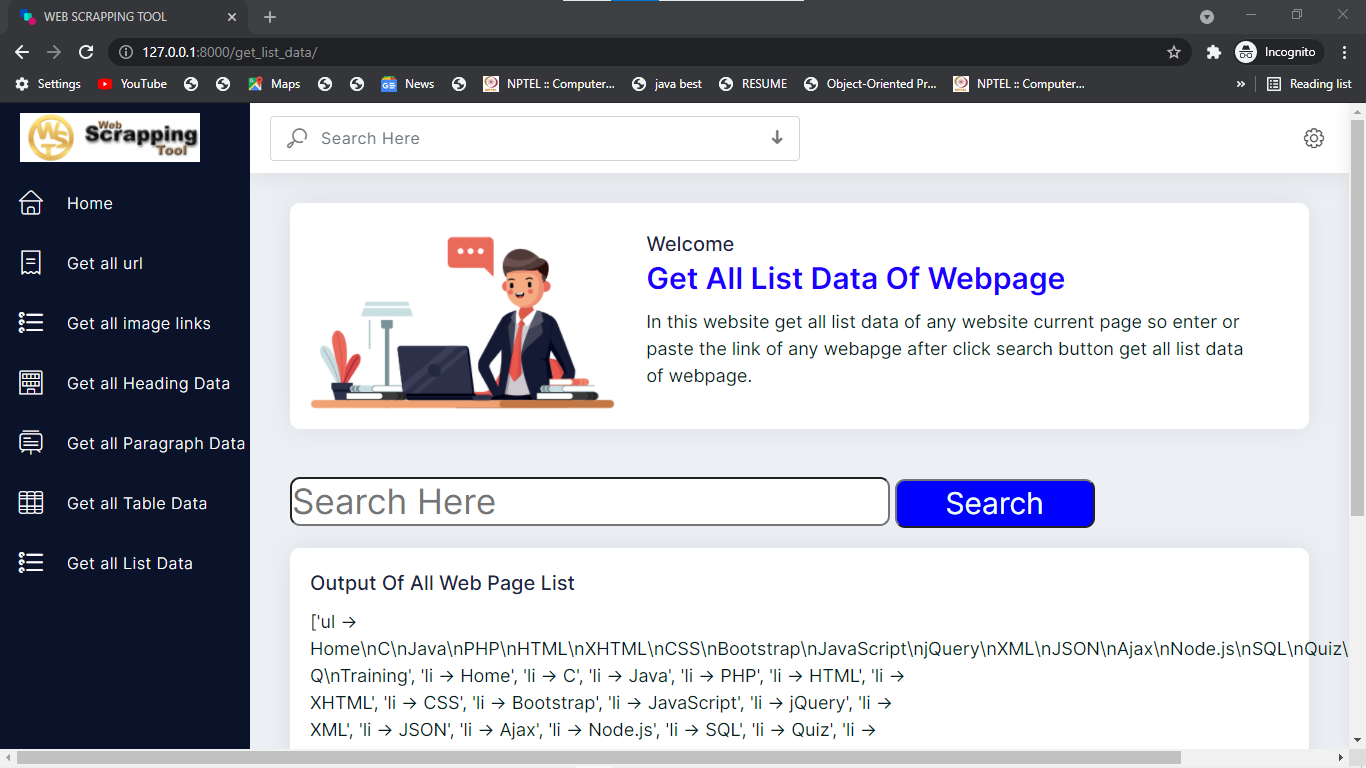 WEB SCRAPPING TOOL
127.0.0.1:8000/get_list_data/
Incognito
Settings
YouTube
Maps
News
NPTEL :: Computer...
java best
RESUME
Object-Oriented Pr...
NPTEL :: Computer...
»
Reading list
WST
Web
Scrapping
Tool
Search Here
Home
Get all url
Get all image links
Get all Heading Data
Get all Paragraph Data
Get all Table Data
Get all List Data
Welcome
Get All List Data Of Webpage
In this website get all list data of any website current page so enter or
paste the link of any webapge after click search button get all list data
of webpage.
Search Here
Search
Output Of All Web Page List
['ul →
Home\nC\nJava\nPHP\nHTML\nXHTML\nCSS\nBootstrap\nJavaScript\njQuery\nXML\nJSON\nAjax\nNode.js\nSQL\nQuiz\
Q\nTraining', 'li → Home', 'li → C', 'li → Java', 'li → PHP', 'li → HTML', 'li →
XHTML', 'li → CSS', 'li → Bootstrap', 'li → JavaScript', 'li → jQuery', 'li →
XML', 'li → JSON', 'li → Ajax', 'li → Node.js', 'li → SQL', 'li → Quiz', 'li →